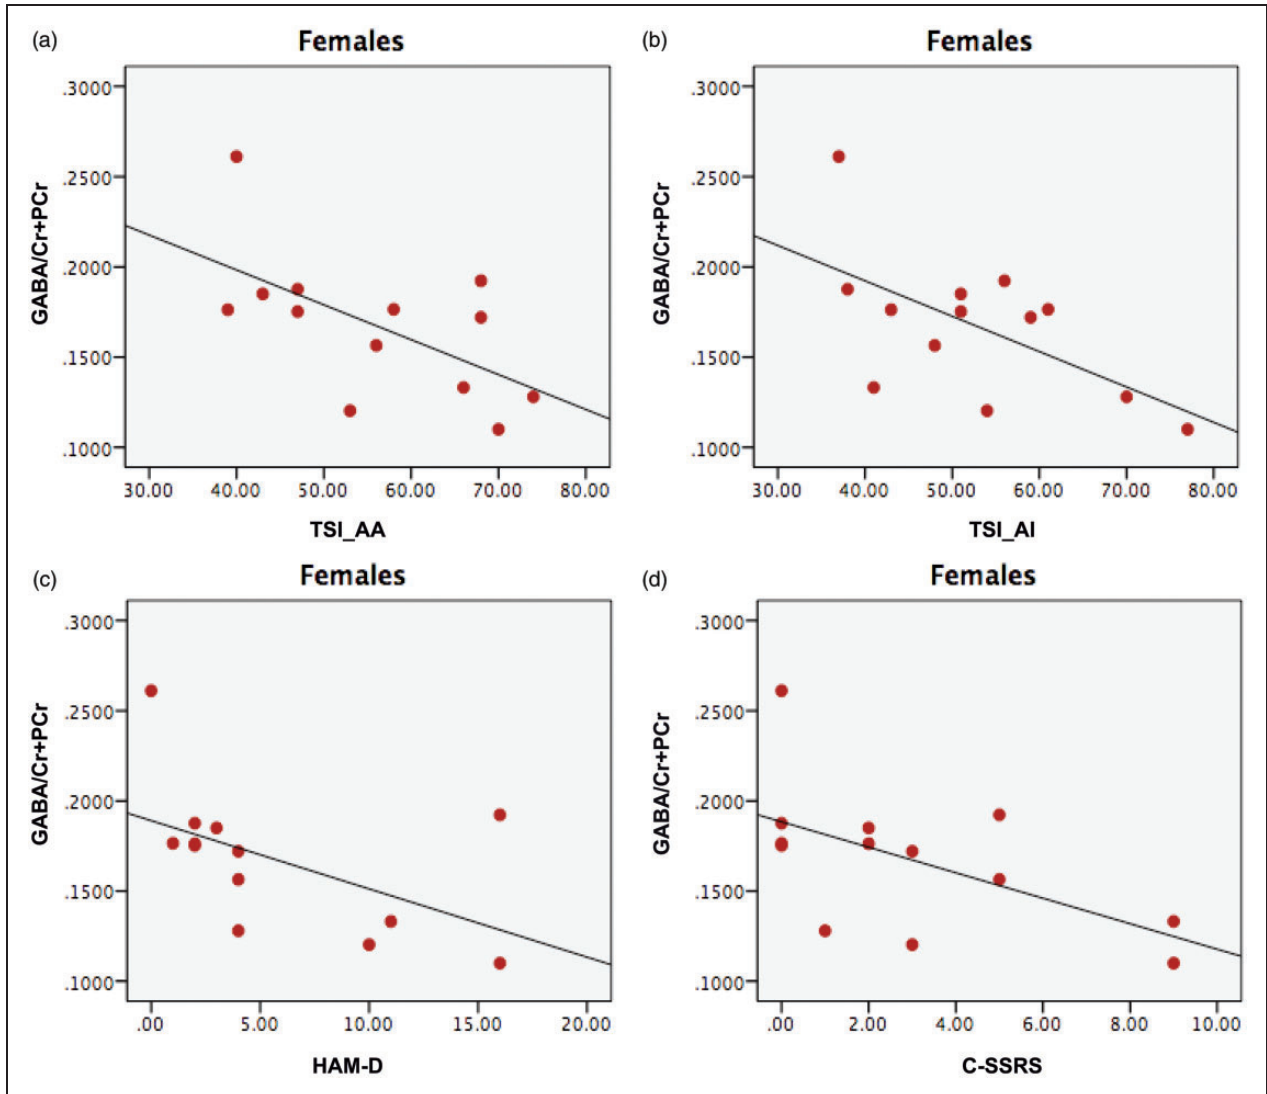 (a)
Females
.3000
.2500
.2000
.1500
.1000
GABA/Cr+PCr
30.00 40.00 50.00 60.00 70.00 80.00
TSI_AA
(b)
Females
.3000
.2500
.2000
.1500
.1000
GABA/Cr+PCr
30.00 40.00 50.00 60.00 70.00 80.00
TSI_AI
(c)
Females
.3000
.2500
.2000
.1500
.1000
GABA/Cr+PCr
.00 5.00 10.00 15.00 20.00
HAM-D
(d)
Females
.3000
.2500
.2000
.1500
.1000
GABA/Cr+PCr
.00 2.00 4.00 6.00 8.00 10.00
C-SSRS